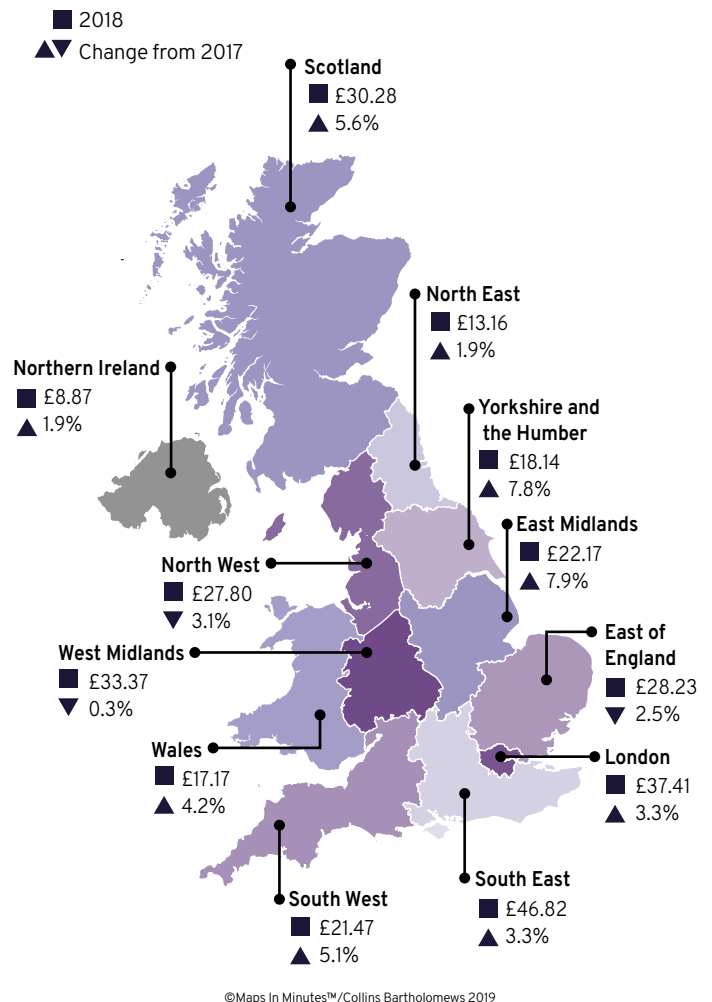 2018
Change from 2017
Scotland
£30.28
5.6%
North East
£13.16
1.9%
Northern Ireland
£8.87
1.9%
Yorkshire and
the Humber
£18.14
7.8%
East Midlands
£22.17
7.9%
North West
£27.80
3.1%
West Midlands
£33.37
0.3%
East of
England
£28.23
2.5%
Wales
£17.17
4.2%
London
£37.41
3.3%
South East
£46.82
3.3%
South West
£21.47
5.1%
©Maps In Minutes™/Collins Bartholomews 2019